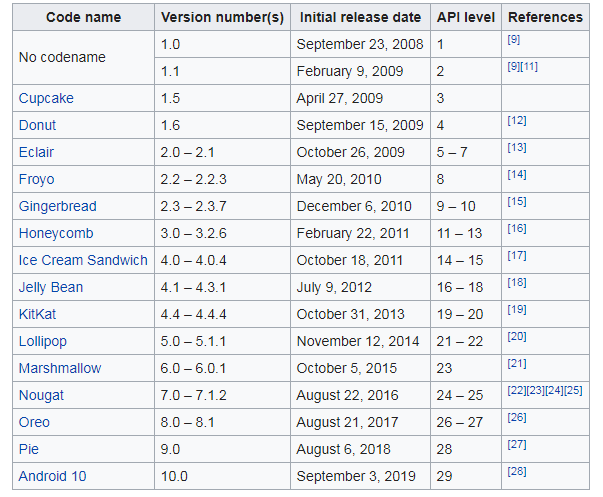 Code name Version number(s) Initial release date API level References
No codename 1.0 September 23, 2008 1 [9]
1.1 February 9, 2009 2 [9][11]
Cupcake 1.5 April 27, 2009 3
Donut 1.6 September 15, 2009 4 [12]
Eclair 2.0 – 2.1 October 26, 2009 5 – 7 [13]
Froyo 2.2 – 2.2.3 May 20, 2010 8 [14]
Gingerbread 2.3 – 2.3.7 December 6, 2010 9 – 10 [15]
Honeycomb 3.0 – 3.2.6 February 22, 2011 11 – 13 [16]
Ice Cream Sandwich 4.0 – 4.0.4 October 18, 2011 14 – 15 [17]
Jelly Bean 4.1 – 4.3.1 July 9, 2012 16 – 18 [18]
KitKat 4.4 – 4.4.4 October 31, 2013 19 – 20 [19]
Lollipop 5.0 – 5.1.1 November 12, 2014 21 – 22 [20]
Marshmallow 6.0 – 6.0.1 October 5, 2015 23 [21]
Nougat 7.0 – 7.1.2 August 22, 2016 24 – 25 [22][23][24][25]
Oreo 8.0 – 8.1 August 21, 2017 26 – 27 [26]
Pie 9.0 August 6, 2018 28 [27]
Android 10 10.0 September 3, 2019 29 [28]